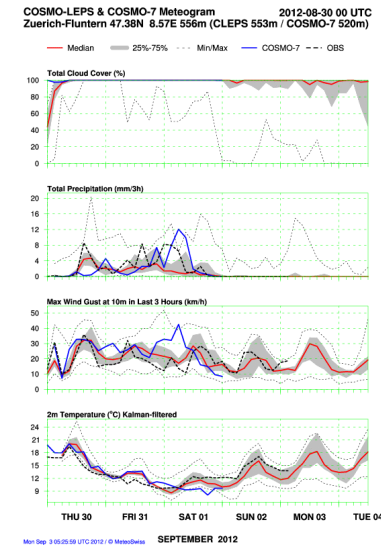 COSMO-LEPS & COSMO-7 Meteogram 2012-08-30 00 UTC
Zuerich-Fluntern 47.38N 8.57E 556m (CLEPS 553m / COSMO-7 520m)
Median 25%-75% Min/Max COSMO-7 OBS
Total Cloud Cover (%)
100
80
60
40
20
0
Total Precipitation (mm/3h)
20
16
12
8
4
0
Max Wind Gust at 10m in Last 3 Hours (km/h)
50
40
30
20
10
0
2m Temperature (°C) Kalman-filtered
24
21
18
15
12
9
THU 30 FRI 31 SAT 01 SUN 02 MON 03 TUE 04
SEPTEMBER 2012
Mon Sep 3 05:25:59 UTC 2012 / © MeteoSwiss